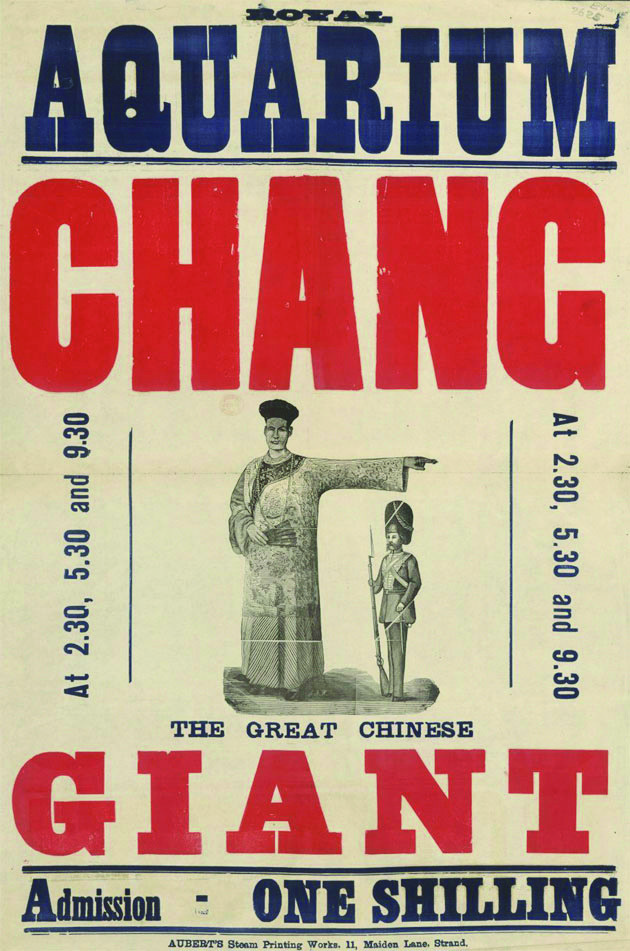 ROYAL
AQUARIUM
CHANG
At 2.30, 5.30 and 9.30
At 2.30, 5.30 and 9.30
THE GREAT CHINESE
GIANT
Admission - ONE SHILLING
AUBERT'S Steam Printing Works, 11, Maiden Lane, Strand.